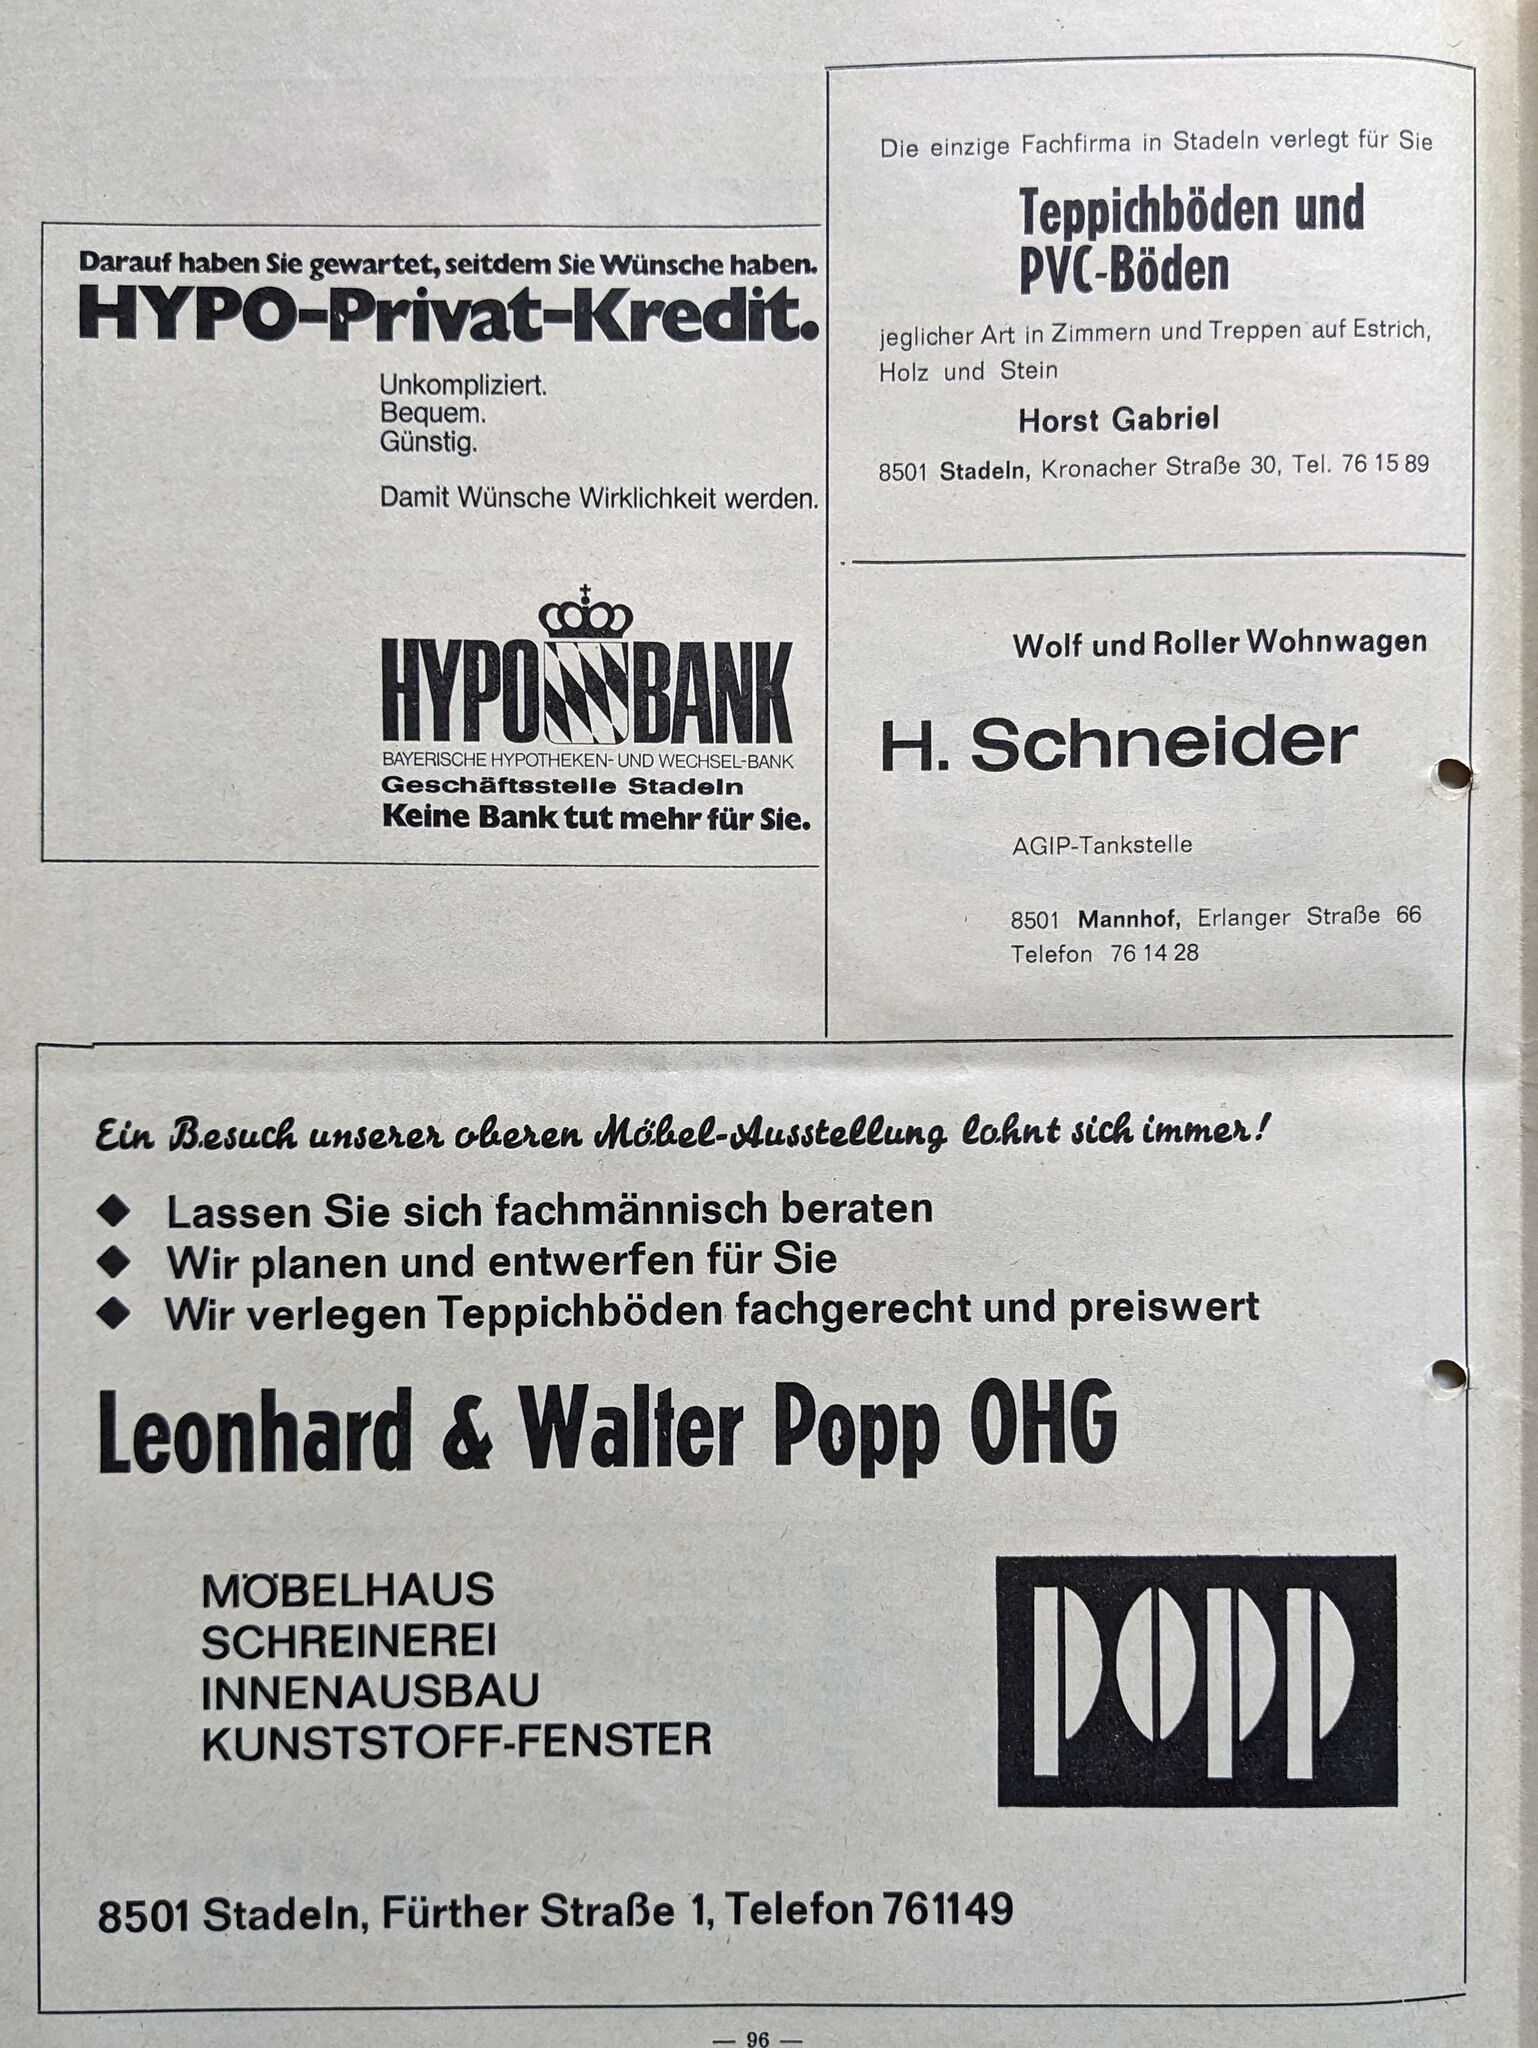 Darauf haben Sie gewartet, seitdem Sie Wünsche haben.
HYPO-Privat-Kredit.
Unkompliziert.
Bequem.
Günstig.
Damit Wünsche Wirklichkeit werden.
HYPO BANK
BAYERISCHE HYPOTHEKEN- UND WECHSEL-BANK
Geschäftsstelle Stadeln
Keine Bank tut mehr für Sie.
Die einzige Fachfirma in Stadeln verlegt für Sie
Teppichböden und
PVC-Böden
jeglicher Art in Zimmern und Treppen auf Estrich,
Holz und Stein
Horst Gabriel
8501 Stadeln, Kronacher Straße 30, Tel. 76 15 89
Wolf und Roller Wohnwagen
H. Schneider
AGIP-Tankstelle
8501 Mannhof, Erlanger Straße 66
Telefon 76 14 28
Ein Besuch unserer oberen Möbel-Ausstellung lohnt sich immer!
◆ Lassen Sie sich fachmännisch beraten
◆ Wir planen und entwerfen für Sie
◆ Wir verlegen Teppichböden fachgerecht und preiswert
Leonhard & Walter Popp OHG
MÖBELHAUS
SCHREINEREI
INNENAUSBAU
KUNSTSTOFF-FENSTER
POPP
8501 Stadeln, Fürther Straße 1, Telefon 761149
— 96 —